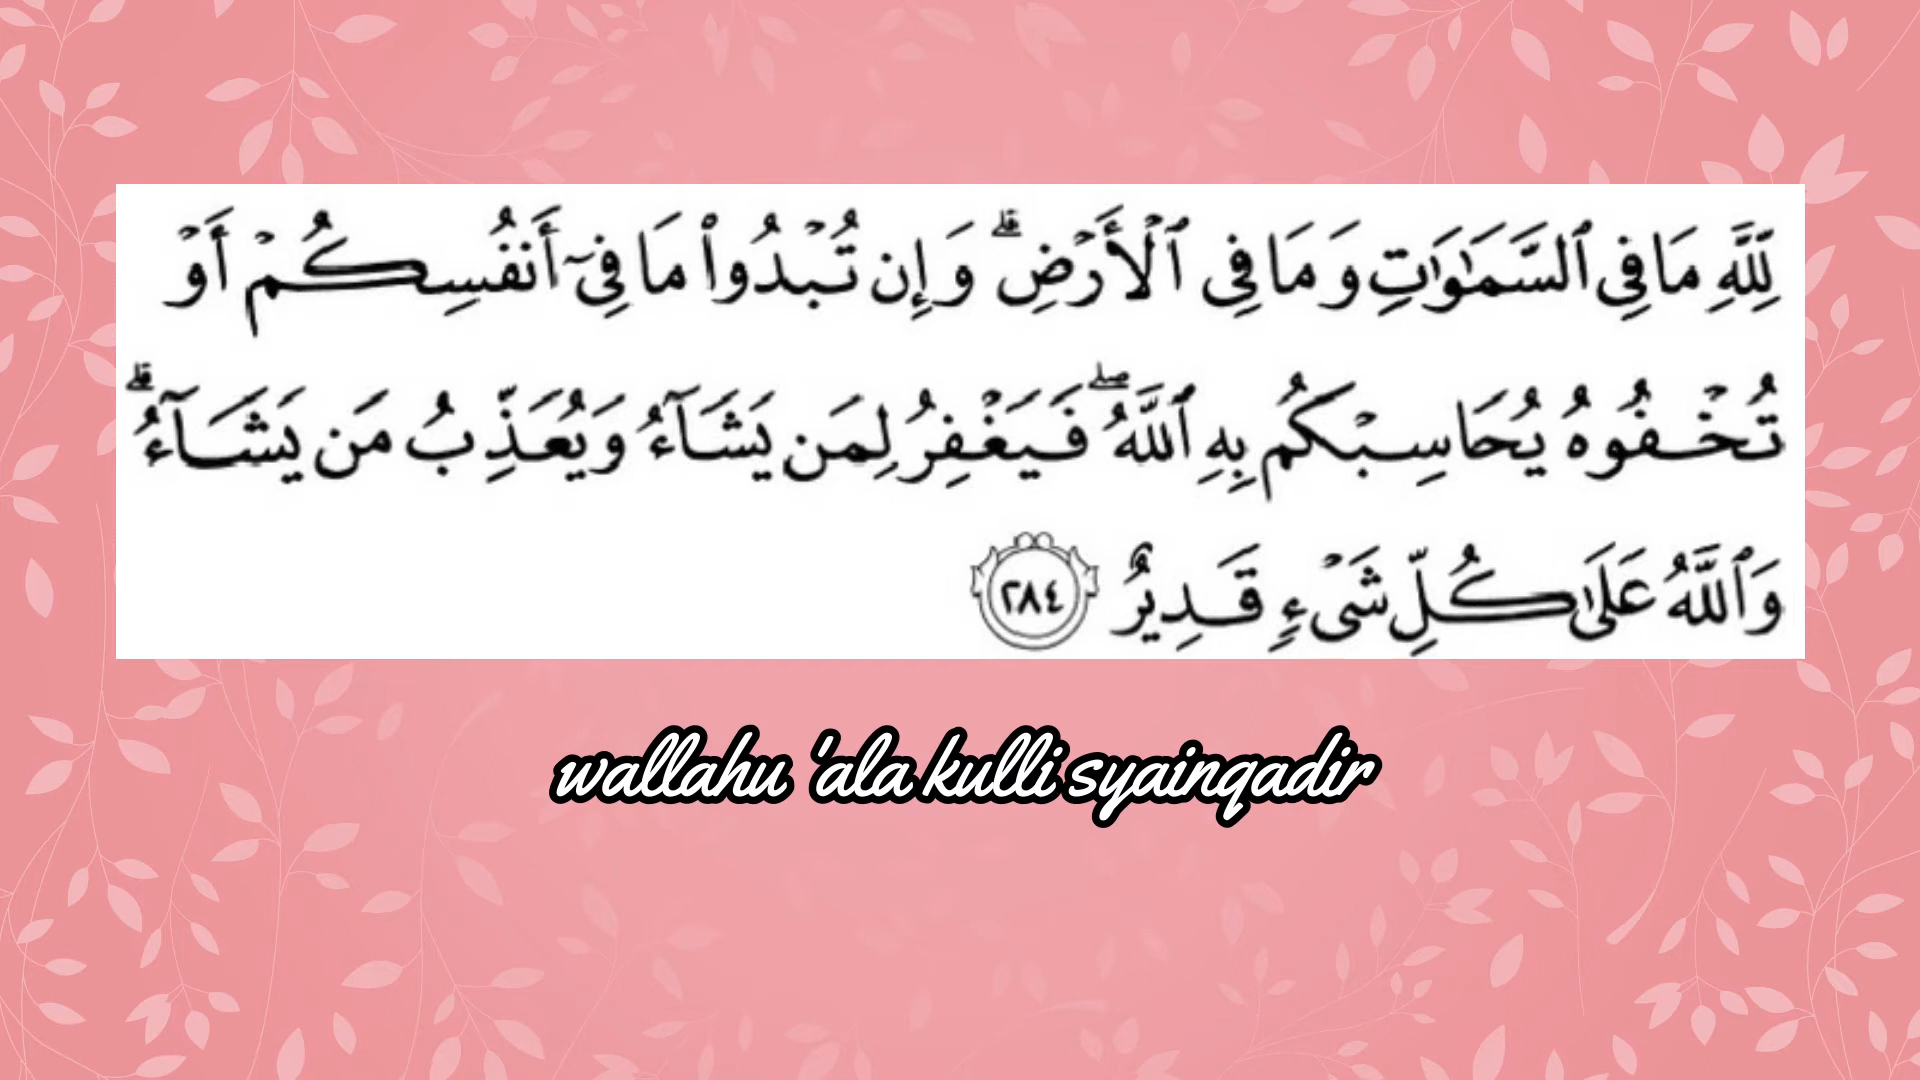 لِّلَّهِ مَا فِى ٱلسَّمَـٰوَٰتِ وَمَا فِى ٱلْأَرْضِ ۗ وَإِن تُبْدُوا۟ مَا فِىٓ أَنفُسِكُمْ أَوْ
تُخْفُوهُ يُحَاسِبْكُم بِهِ ٱللَّهُ ۖ فَيَغْفِرُ لِمَن يَشَآءُ وَيُعَذِّبُ مَن يَشَآءُ ۗ
وَٱللَّهُ عَلَىٰ كُلِّ شَىْءٍ قَدِيرٌ ٢٨٤
wallahu 'ala kulli syainqadir